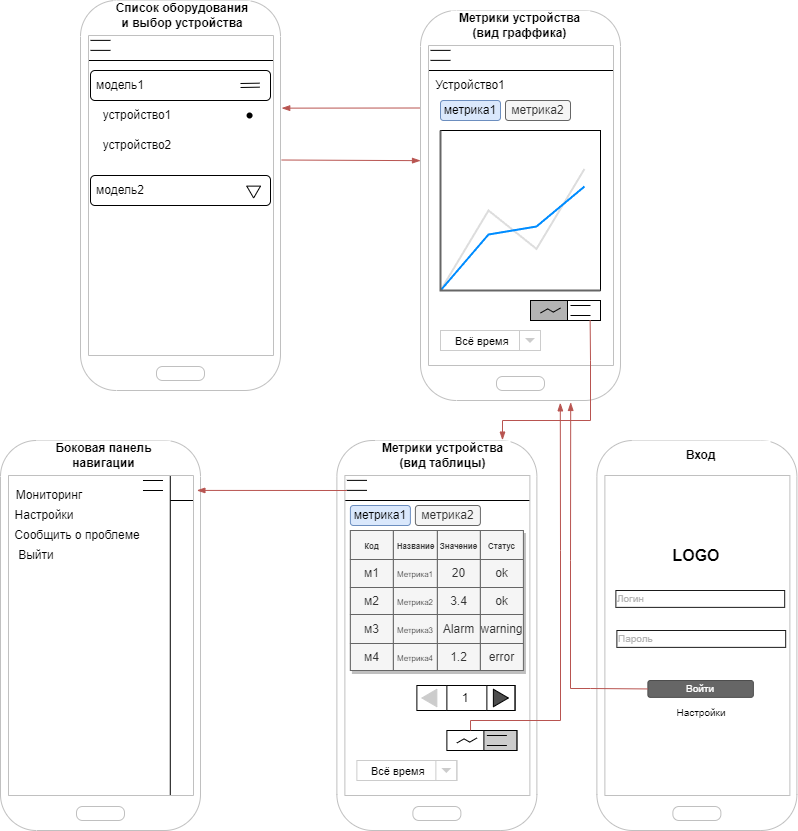 Список оборудования
и выбор устройства
модель1
устройство1
устройство2
модель2
Метрики устройства
(вид граффика)
Устройство1
метрика1 метрика2
Всё время
Боковая панель
навигации
Мониторинг
Настройки
Сообщить о проблеме
Выйти
Метрики устройства
(вид таблицы)
метрика1 метрика2
Код Название Значение Статус
м1 Метрика1 20 ok
м2 Метрика2 3.4 ok
м3 Метрика3 Alarm warning
м4 Метрика4 1.2 error
1
Всё время
Вход
LOGO
Логин
Пароль
Войти
Настройки